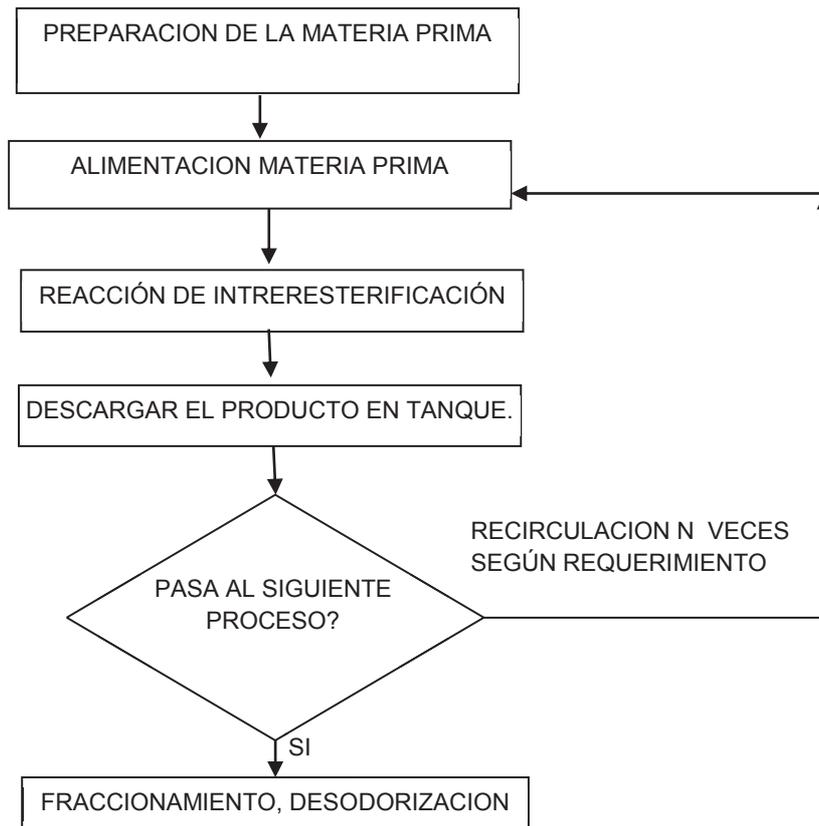 PREPARACION DE LA MATERIA PRIMA
ALIMENTACION MATERIA PRIMA
REACCIÓN DE INTRERESTERIFICACIÓN
DESCARGAR EL PRODUCTO EN TANQUE.
RECIRCULACION N VECES
SEGÚN REQUERIMIENTO
PASA AL SIGUIENTE
PROCESO?
SI
FRACCIONAMIENTO, DESODORIZACION